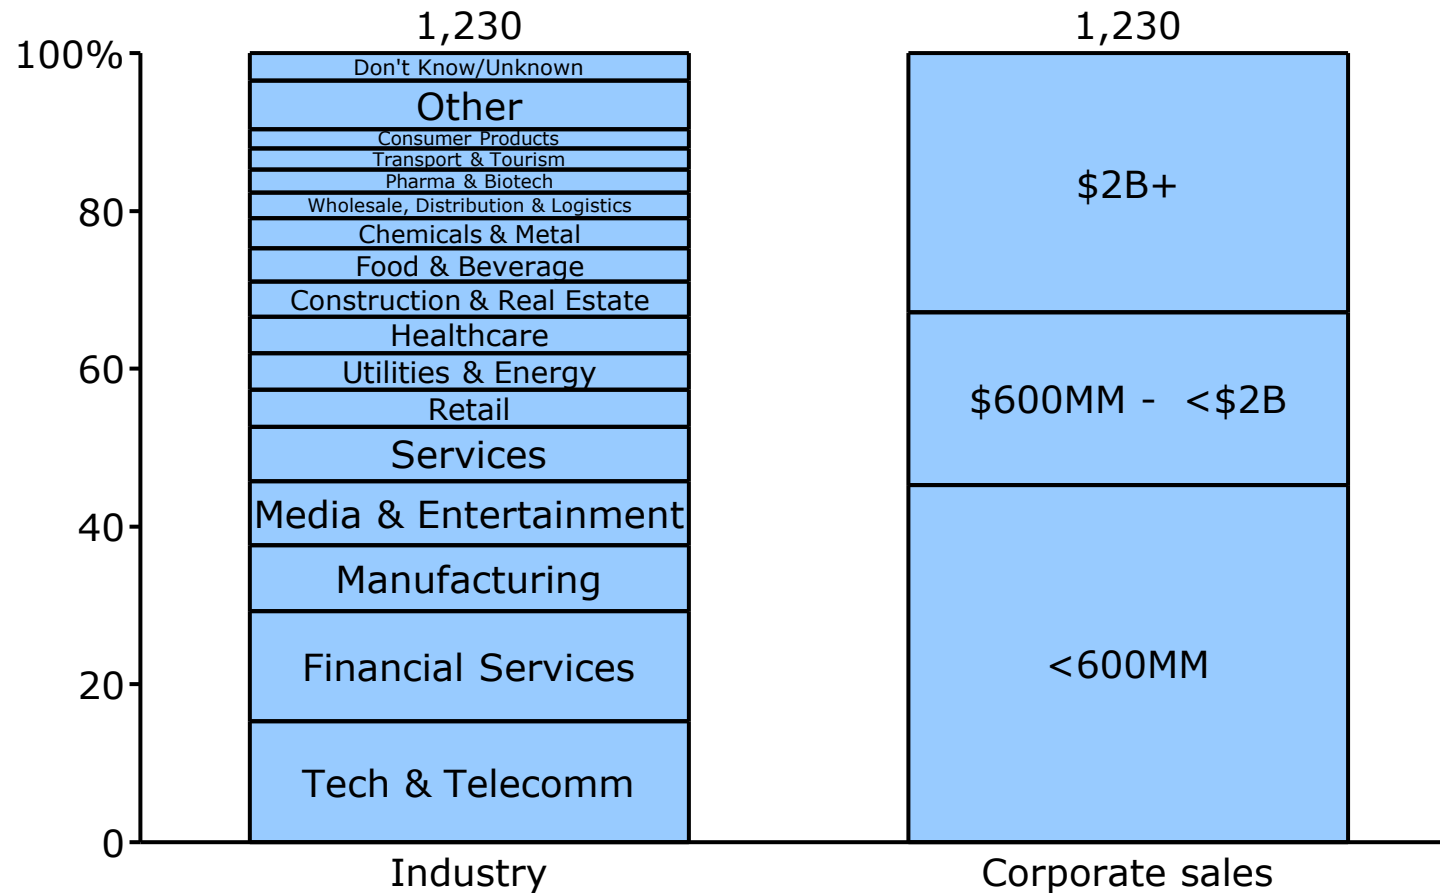 1,230
1,230
100%
80
60
40
20
0
Don't Know/Unknown
Other
Consumer Products
Transport & Tourism
Pharma & Biotech
Wholesale, Distribution & Logistics
Chemicals & Metal
Food & Beverage
Construction & Real Estate
Healthcare
Utilities & Energy
Retail
Services
Media & Entertainment
Manufacturing
Financial Services
Tech & Telecomm
$2B+
$600MM -  <$2B
<600MM
Industry
Corporate sales